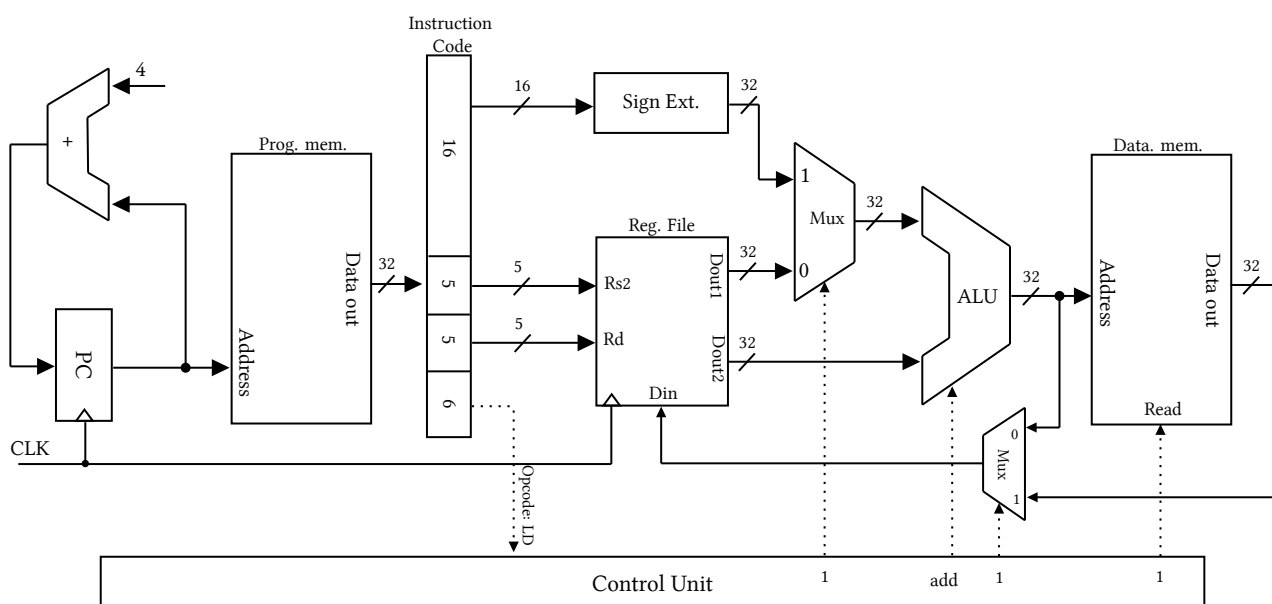 Instruction
Code
4
16
32
Sign Ext.
+
Prog. mem.
Data. mem.
16
1
Mux
32
Reg. File
32
5
Rs2
Dout1
0
32
Data out
5
Address
ALU
32
Data out
32
5
Rd
5
Dout2
32
PC
Address
Din
6
Read
0
Mux
1
CLK
Opcode: LD
Control Unit
1
add
1
1